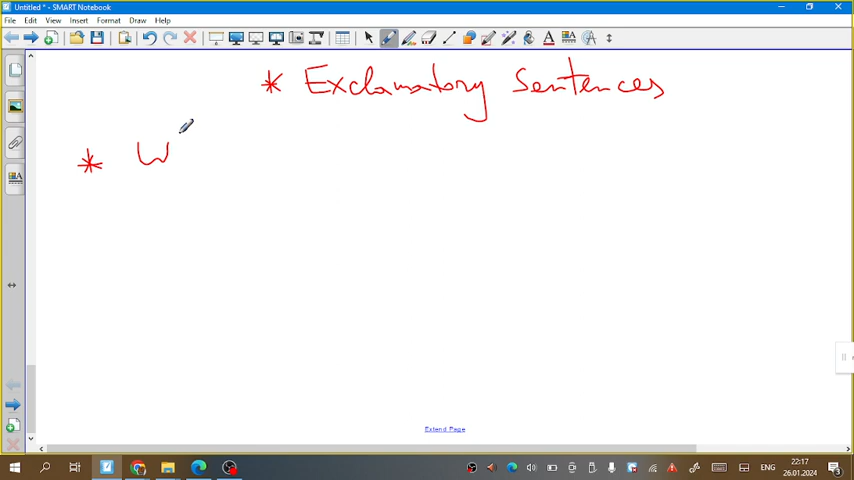 Untitled * - SMART Notebook
File Edit View Insert Format Draw Help
* Exclamatory Sentences
* W
Extend Page
ENG
22:17
26.01.2024
3